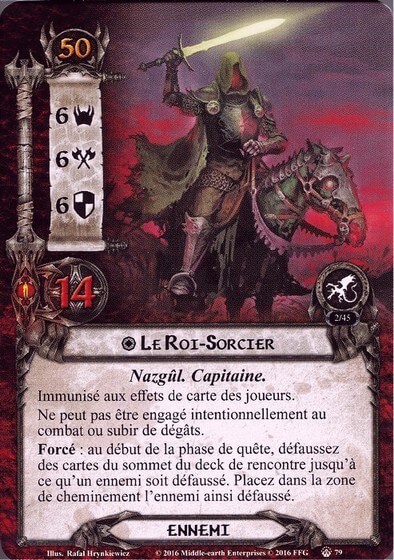 50
6
6
6
14
2/45
LE ROI-SORCIER
Nazgûl. Capitaine.
Immunisé aux effets de carte des joueurs.
Ne peut pas être engagé intentionnellement au
combat ou subir de dégâts.
Forcé : au début de la phase de quête, défaussez
des cartes du sommet du deck de rencontre jusqu'à
ce qu'un ennemi soit défaussé. Placez dans la zone
de cheminement l'ennemi ainsi défaussé.
ENNEMI
Illus. Rafał Hrynkiewicz © 2016 Middle-earth Enterprises © 2016 FFG 79